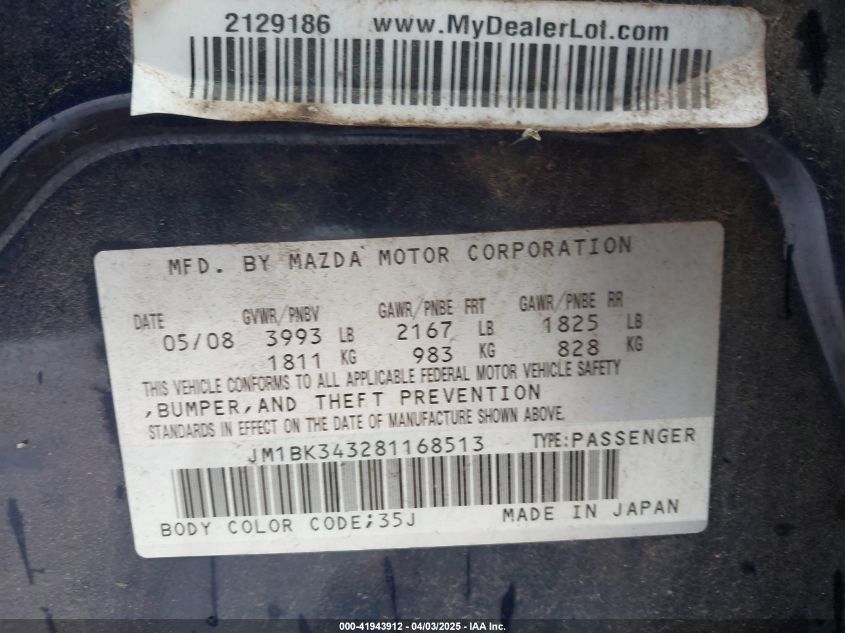 2129186 www.MyDealerLot.com
MFD. BY MAZDA MOTOR CORPORATION
DATE GVWR/PNBV GAWR/PNBE FRT GAWR/PNBE RR
05/08 3993 LB 2167 LB 1825 LB
1811 KG 983 KG 828 KG
THIS VEHICLE CONFORMS TO ALL APPLICABLE FEDERAL MOTOR VEHICLE SAFETY
,BUMPER,AND THEFT PREVENTION
STANDARDS IN EFFECT ON THE DATE OF MANUFACTURE SHOWN ABOVE.
JM1BK343281168513 TYPE:PASSENGER
BODY COLOR CODE;35J MADE IN JAPAN
000-41943912 - 04/03/2025 - IAA Inc.